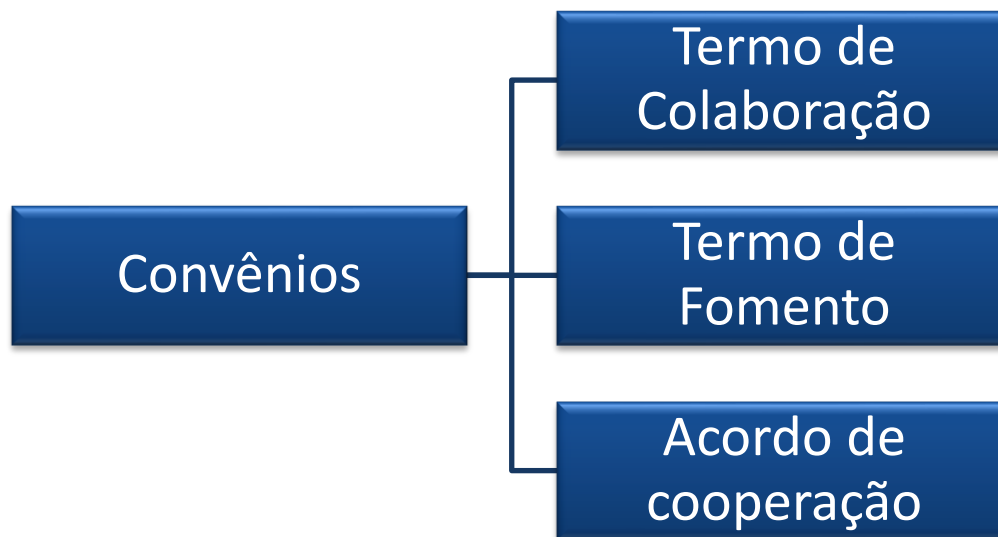 Convênios
Termo de
Colaboração
Termo de
Fomento
Acordo de
cooperação